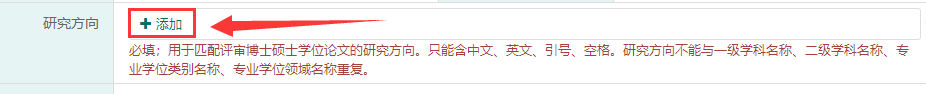 研究方向
添加
必填；用于匹配评审博士硕士学位论文的研究方向。只能含中文、英文、引号、空格。研究方向不能与一级学科名称、二级学科名称、专
业学位类别名称、专业学位领域名称重复。